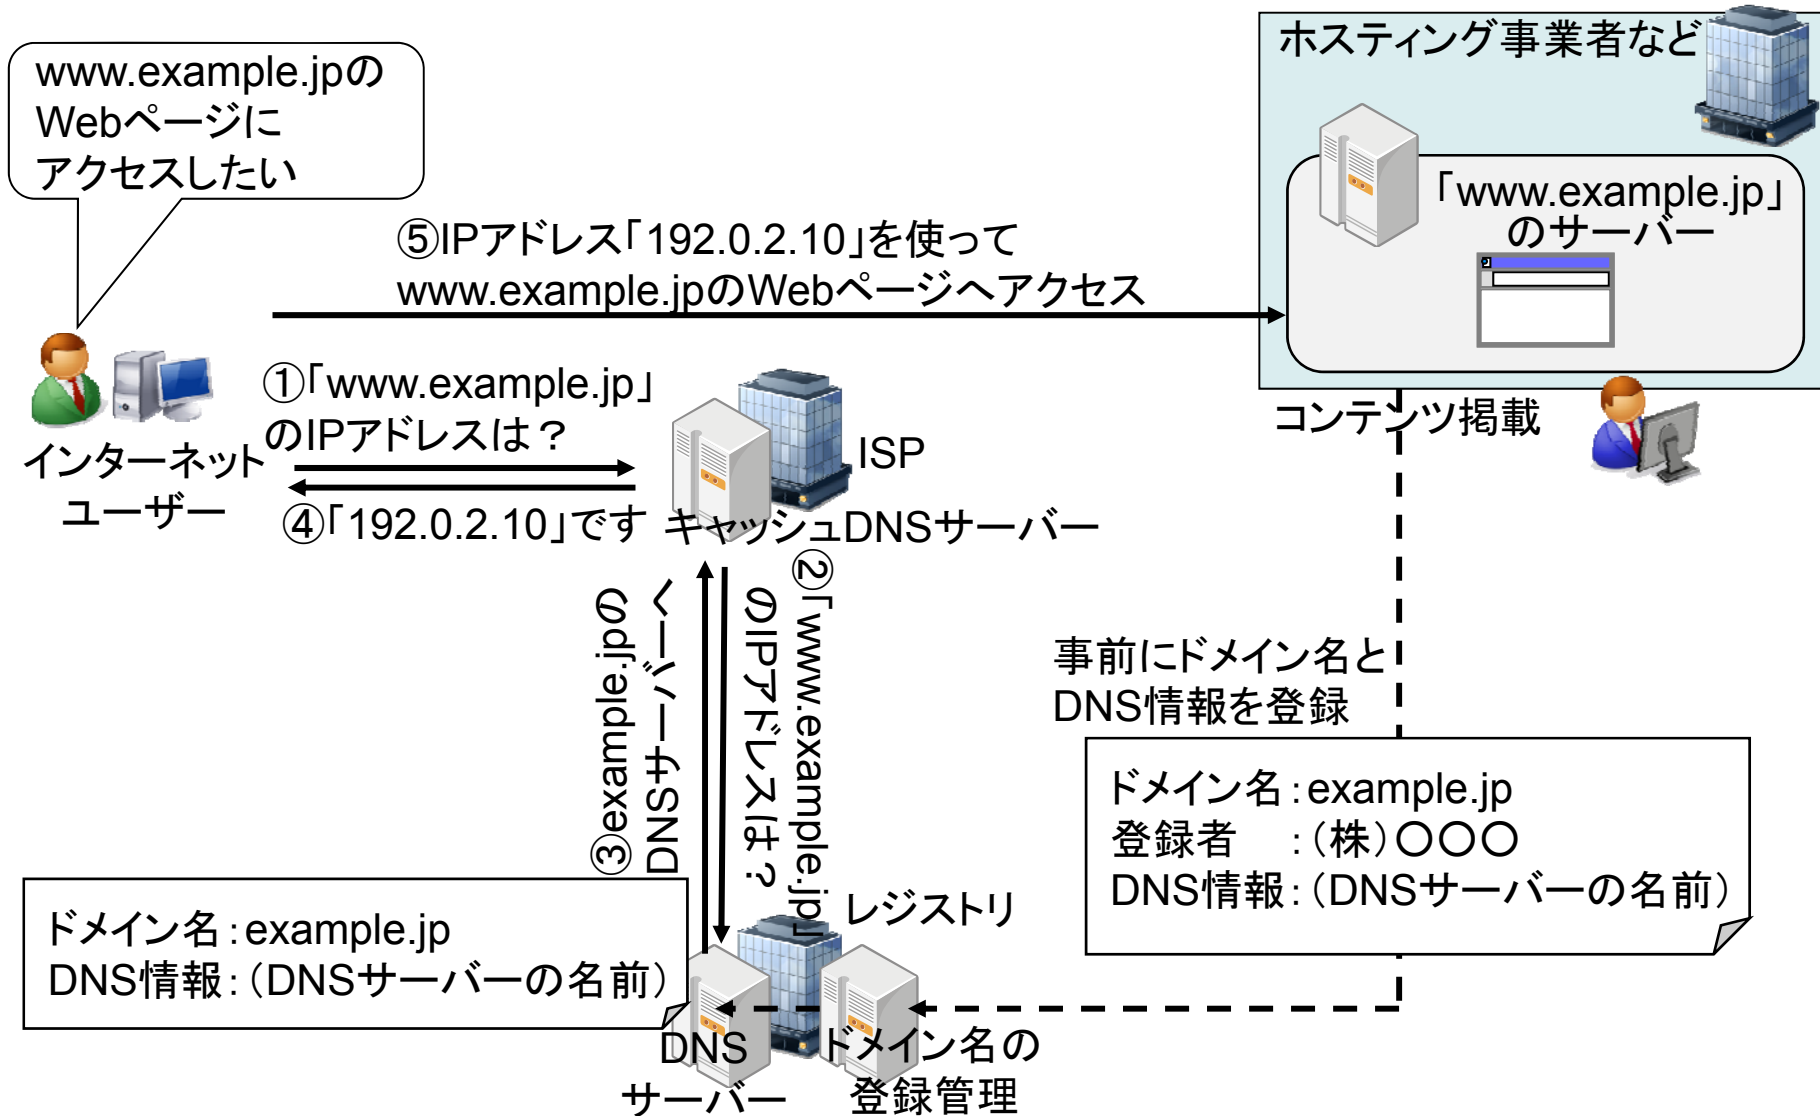 www.example.jpの
Webページに
アクセスしたい
ホスティング事業者など
「www.example.jp」
のサーバー
⑤IPアドレス「192.0.2.10」を使って
www.example.jpのWebページへアクセス
①「www.example.jp」
のIPアドレスは？
インターネット
ユーザー
④「192.0.2.10」です
ISP
キャッシュDNSサーバー
コンテンツ掲載
②「www.example.jp」
のIPアドレスは？
③example.jpの
DNSサーバーへ
事前にドメイン名と
DNS情報を登録
ドメイン名：example.jp
登録者　：（株）〇〇〇
DNS情報：（DNSサーバーの名前）
ドメイン名：example.jp
DNS情報：（DNSサーバーの名前）
レジストリ
DNS
サーバー
ドメイン名の
登録管理